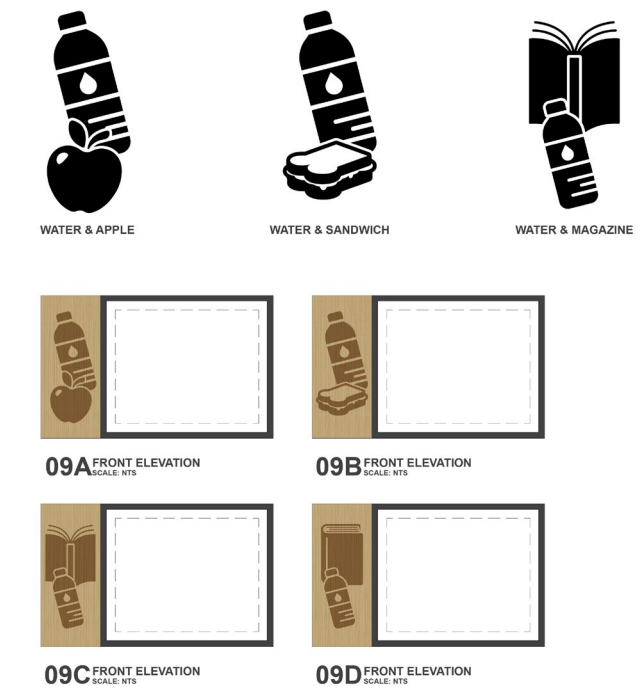 WATER & APPLE
WATER & SANDWICH
WATER & MAGAZINE
09A FRONT ELEVATION
SCALE: NTS
09B FRONT ELEVATION
SCALE: NTS
09C FRONT ELEVATION
SCALE: NTS
09D FRONT ELEVATION
SCALE: NTS